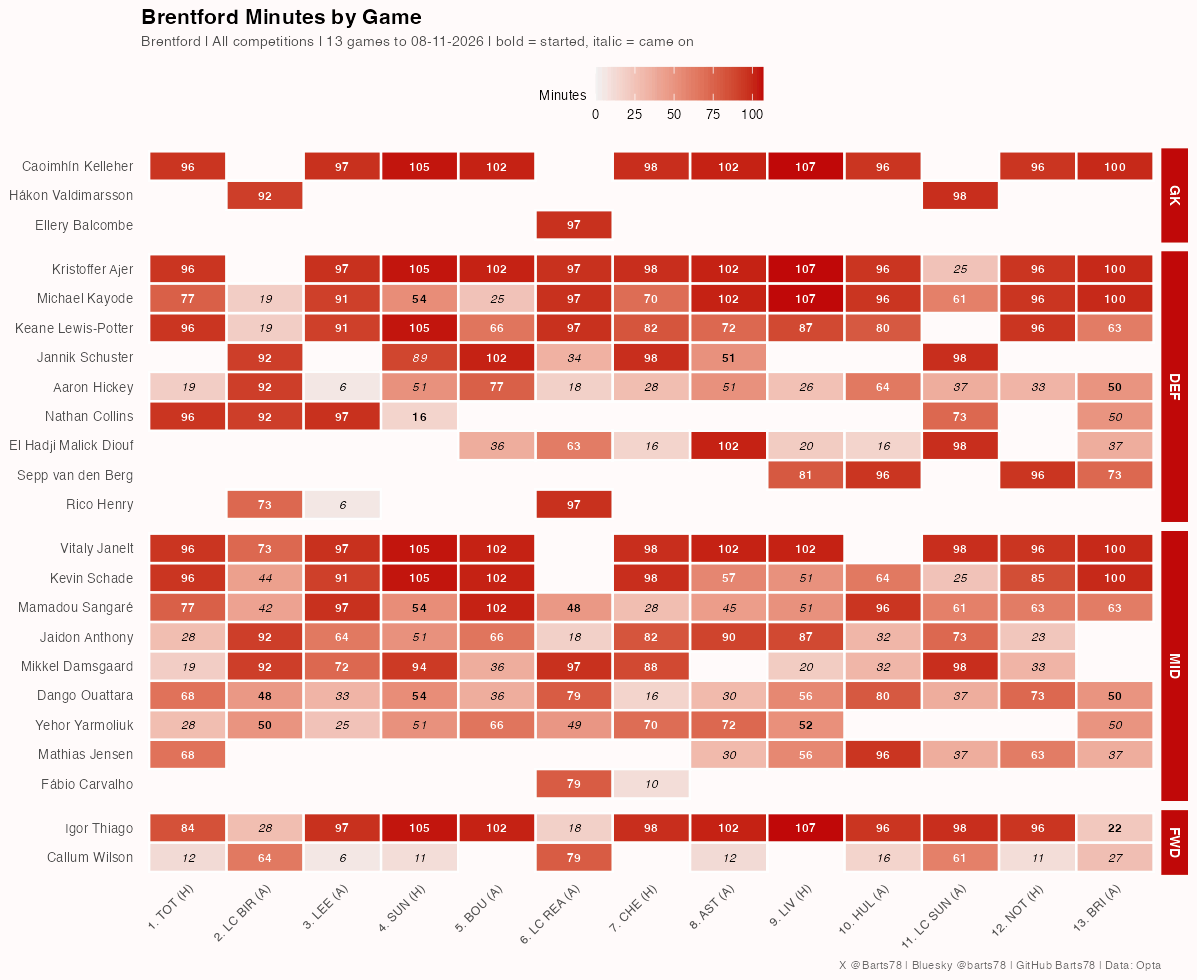 Brentford Minutes by Game
Brentford | All competitions | 13 games to 08-11-2026 | bold = started, italic = came on
Minutes
0 25 50 75 100
Caoimhín Kelleher 96 97 105 102 98 102 107 96 96 100
Hákon Valdimarsson 92 98
Ellery Balcombe 97
GK
Kristoffer Ajer 96 97 105 102 97 98 102 107 96 25 96 100
Michael Kayode 77 19 91 54 25 97 70 102 107 96 61 96 100
Keane Lewis-Potter 96 19 91 105 66 97 82 72 87 80 96 63
Jannik Schuster 92 89 102 34 98 51 98
Aaron Hickey 19 92 6 51 77 18 28 51 26 64 37 33 50
Nathan Collins 96 92 97 16 73 50
El Hadji Malick Diouf 36 63 16 102 20 16 98 37
Sepp van den Berg 81 96 96 73
Rico Henry 73 6 97
DEF
Vitaly Janelt 96 73 97 105 102 98 102 102 98 96 100
Kevin Schade 96 44 91 105 102 98 57 51 64 25 85 100
Mamadou Sangaré 77 42 97 54 102 48 28 45 51 96 61 63 63
Jaidon Anthony 28 92 64 51 66 18 82 90 87 32 73 23
Mikkel Damsgaard 19 92 72 94 36 97 88 20 32 98 33
Dango Ouattara 68 48 33 54 36 79 16 30 56 80 37 73 50
Yehor Yarmoliuk 28 50 25 51 66 49 70 72 52 50
Mathias Jensen 68 30 56 96 37 63 37
Fábio Carvalho 79 10
MID
Igor Thiago 84 28 97 105 102 18 98 102 107 96 98 96 22
Callum Wilson 12 64 6 11 79 12 16 61 11 27
FWD
1. TOT (H)
2. LC BIR (A)
3. LEE (A)
4. SUN (H)
5. BOU (A)
6. LC REA (A)
7. CHE (H)
8. AST (A)
9. LIV (H)
10. HUL (A)
11. LC SUN (A)
12. NOT (H)
13. BRI (A)
X @Barts78 | Bluesky @barts78 | GitHub Barts78 | Data: Opta